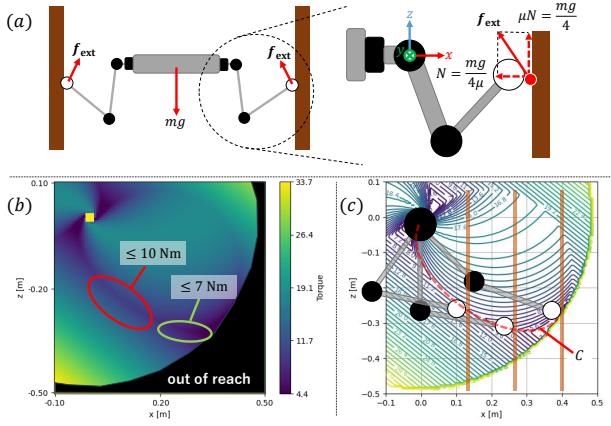 (a)
f_ext
f_ext
mg
z
y
x
f_ext
μN = mg/4
N = mg/4μ
(b)
0.10
-0.20
-0.50
z [m]
-0.10
0.20
0.50
x [m]
≤ 10 Nm
≤ 7 Nm
out of reach
33.7
26.4
19.1
11.7
4.4
Torque
(c)
0.1
0.0
-0.1
-0.2
-0.3
-0.4
-0.5
z [m]
-0.1
0.0
0.1
0.2
0.3
0.4
0.5
x [m]
C